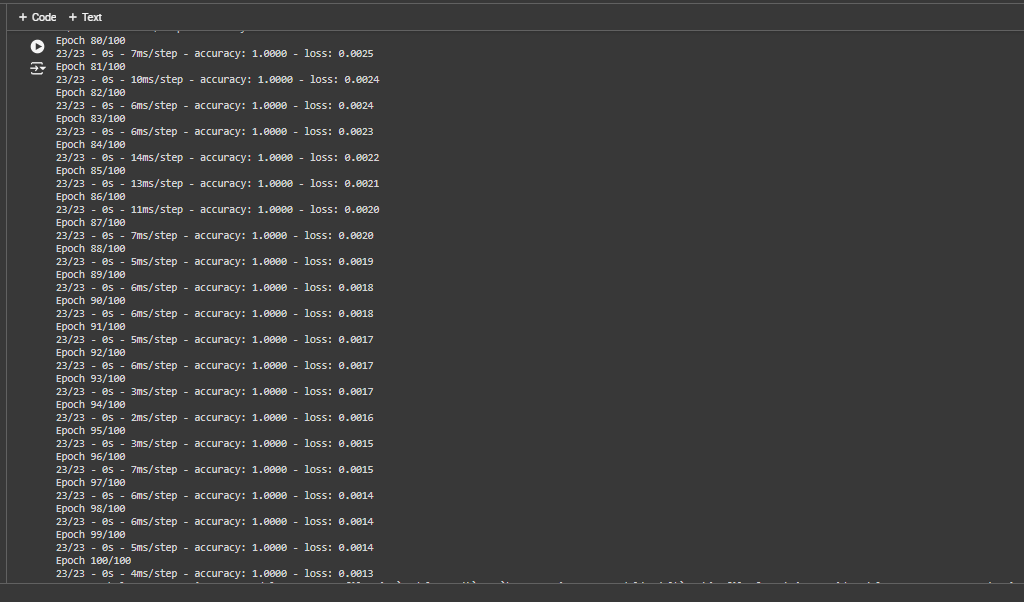 + Code + Text
Epoch 80/100
23/23 - 0s - 7ms/step - accuracy: 1.0000 - loss: 0.0025
Epoch 81/100
23/23 - 0s - 10ms/step - accuracy: 1.0000 - loss: 0.0024
Epoch 82/100
23/23 - 0s - 6ms/step - accuracy: 1.0000 - loss: 0.0024
Epoch 83/100
23/23 - 0s - 6ms/step - accuracy: 1.0000 - loss: 0.0023
Epoch 84/100
23/23 - 0s - 14ms/step - accuracy: 1.0000 - loss: 0.0022
Epoch 85/100
23/23 - 0s - 13ms/step - accuracy: 1.0000 - loss: 0.0021
Epoch 86/100
23/23 - 0s - 11ms/step - accuracy: 1.0000 - loss: 0.0020
Epoch 87/100
23/23 - 0s - 7ms/step - accuracy: 1.0000 - loss: 0.0020
Epoch 88/100
23/23 - 0s - 5ms/step - accuracy: 1.0000 - loss: 0.0019
Epoch 89/100
23/23 - 0s - 6ms/step - accuracy: 1.0000 - loss: 0.0018
Epoch 90/100
23/23 - 0s - 6ms/step - accuracy: 1.0000 - loss: 0.0018
Epoch 91/100
23/23 - 0s - 5ms/step - accuracy: 1.0000 - loss: 0.0017
Epoch 92/100
23/23 - 0s - 6ms/step - accuracy: 1.0000 - loss: 0.0017
Epoch 93/100
23/23 - 0s - 3ms/step - accuracy: 1.0000 - loss: 0.0017
Epoch 94/100
23/23 - 0s - 2ms/step - accuracy: 1.0000 - loss: 0.0016
Epoch 95/100
23/23 - 0s - 3ms/step - accuracy: 1.0000 - loss: 0.0015
Epoch 96/100
23/23 - 0s - 7ms/step - accuracy: 1.0000 - loss: 0.0015
Epoch 97/100
23/23 - 0s - 6ms/step - accuracy: 1.0000 - loss: 0.0014
Epoch 98/100
23/23 - 0s - 6ms/step - accuracy: 1.0000 - loss: 0.0014
Epoch 99/100
23/23 - 0s - 5ms/step - accuracy: 1.0000 - loss: 0.0014
Epoch 100/100
23/23 - 0s - 4ms/step - accuracy: 1.0000 - loss: 0.0013